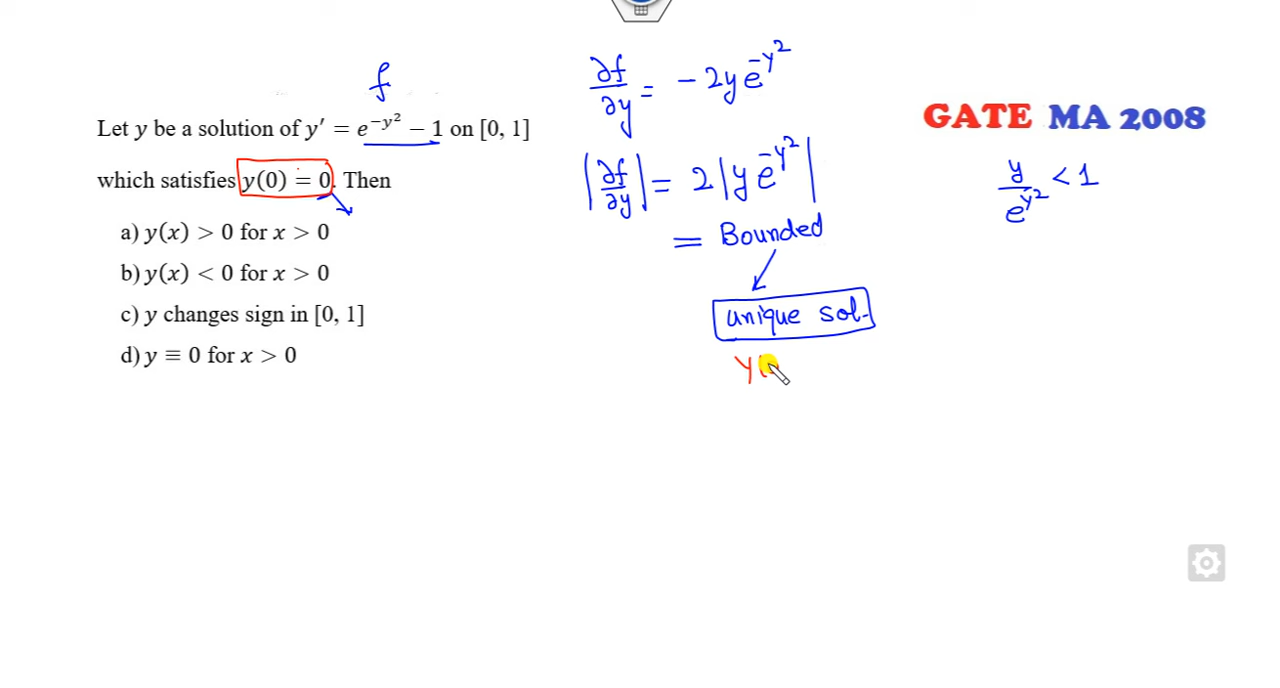 f
Let y be a solution of y′ = e^{−y²} − 1 on [0, 1]
which satisfies y(0) = 0. Then
a) y(x) > 0 for x > 0
b) y(x) < 0 for x > 0
c) y changes sign in [0, 1]
d) y ≡ 0 for x > 0
∂f/∂y = −2ye^{−y²}
|∂f/∂y| = 2|ye^{−y²}|
= Bounded
unique sol.
GATE MA 2008
y/e^{y²} < 1